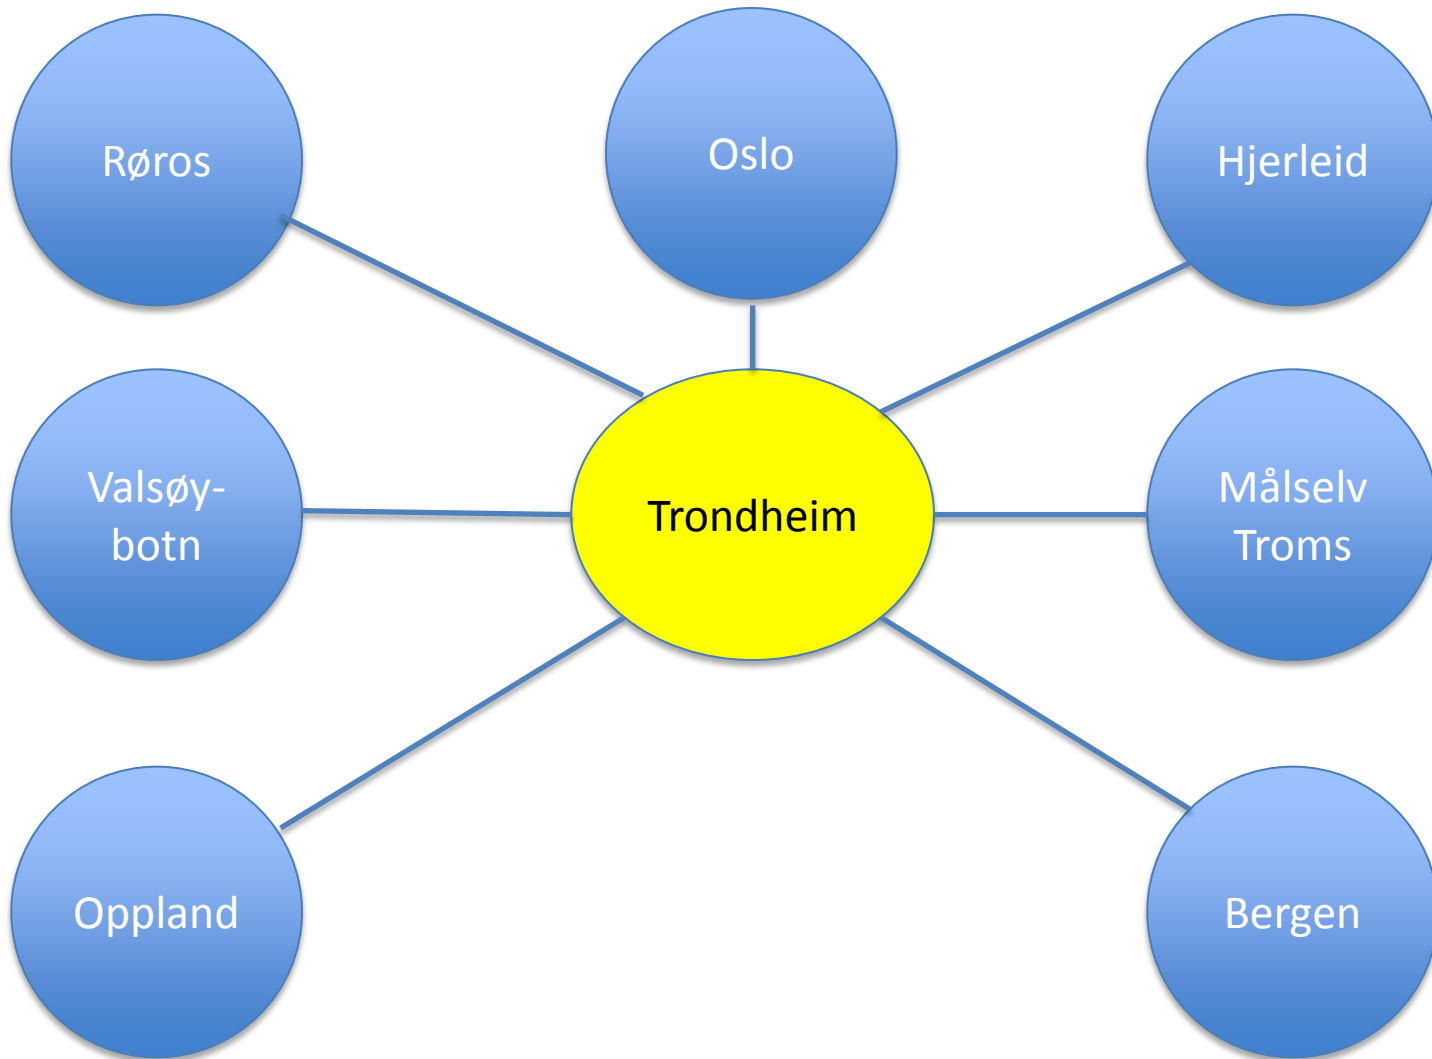 Røros
Oslo
Hjerleid
Valsøy-
botn
Trondheim
Målselv
Troms
Oppland
Bergen